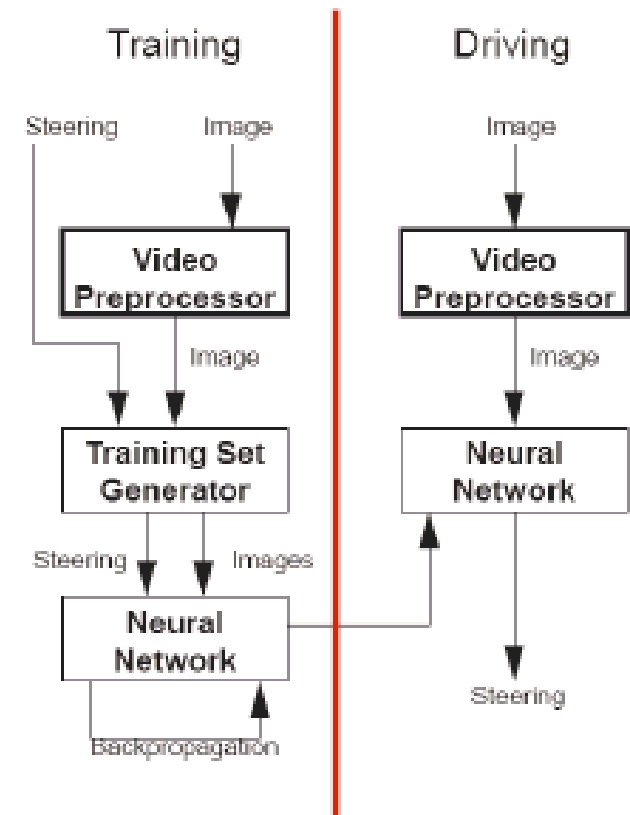 Training
Steering
Image
Video
Preprocessor
Image
Training Set
Generator
Steering
Images
Neural
Network
Backpropagation
Driving
Image
Video
Preprocessor
Image
Neural
Network
Steering